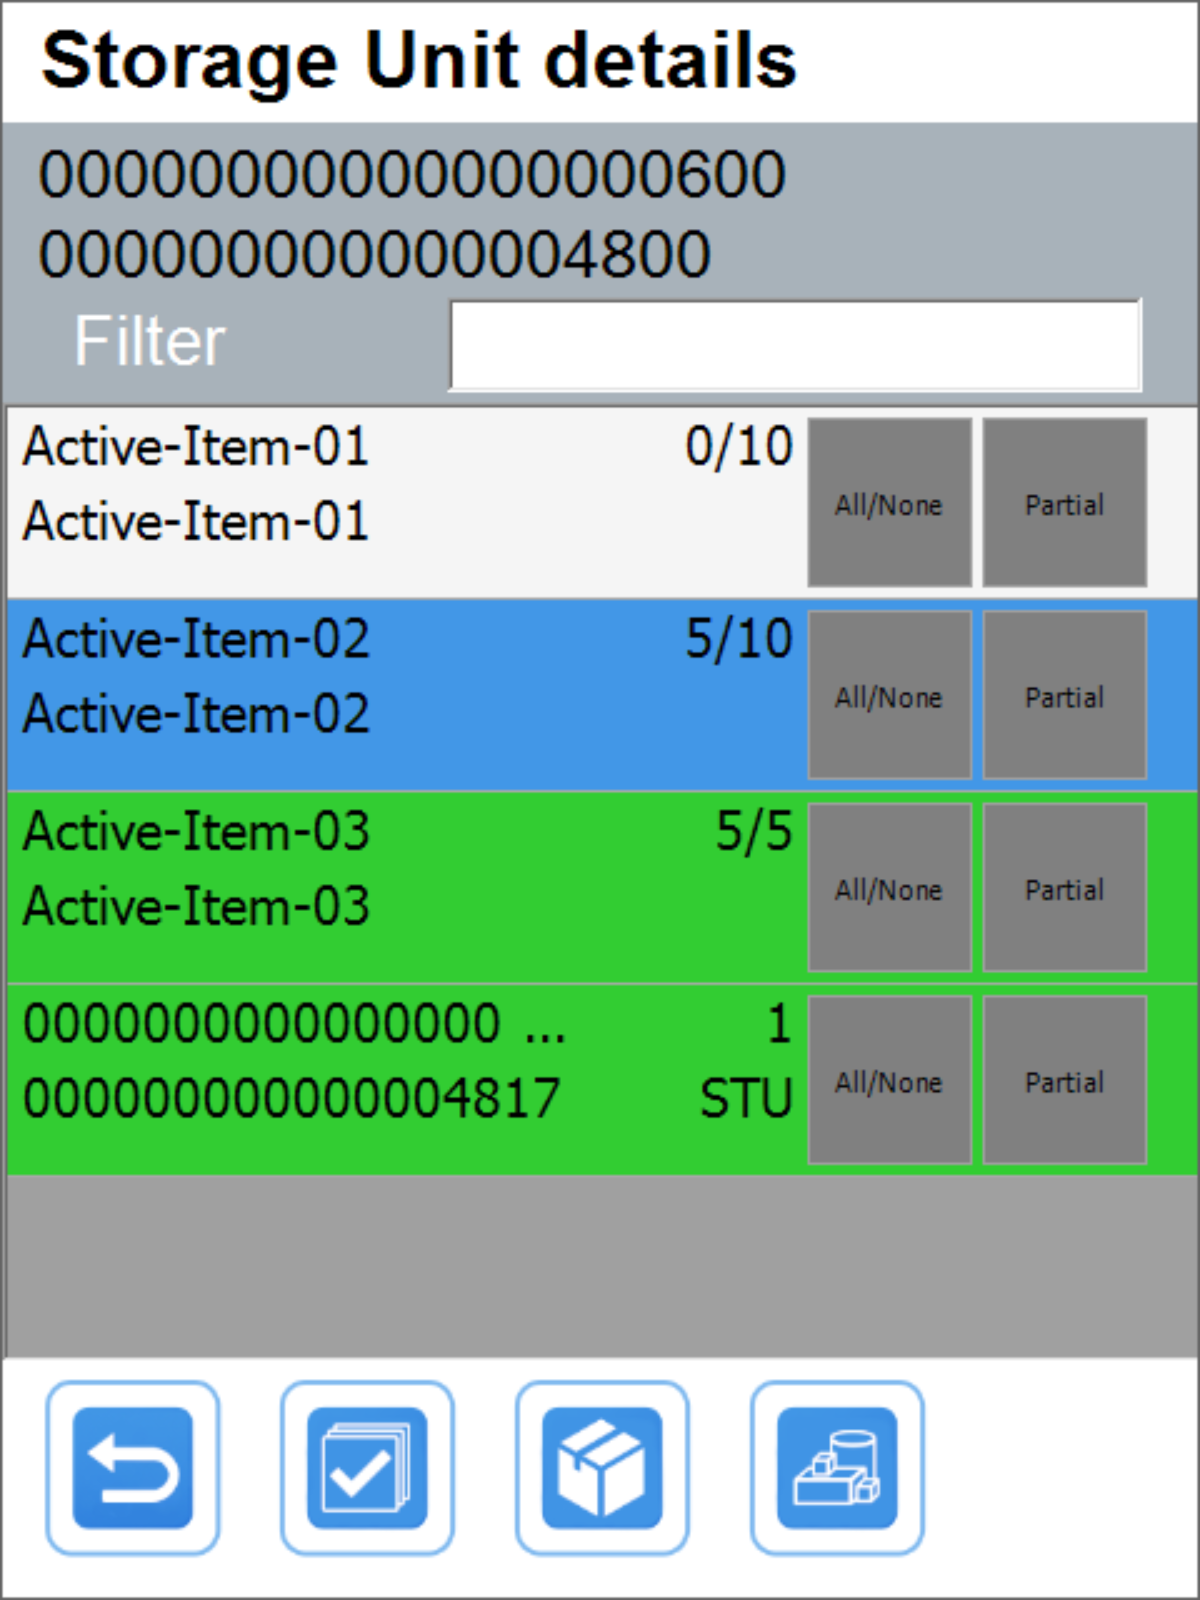 Storage Unit details
00000000000000000600
000000000000004800
Filter
Active-Item-01 0/10
Active-Item-01
All/None Partial
Active-Item-02 5/10
Active-Item-02
All/None Partial
Active-Item-03 5/5
Active-Item-03
All/None Partial
0000000000000000 ... 1
000000000000004817 STU
All/None Partial